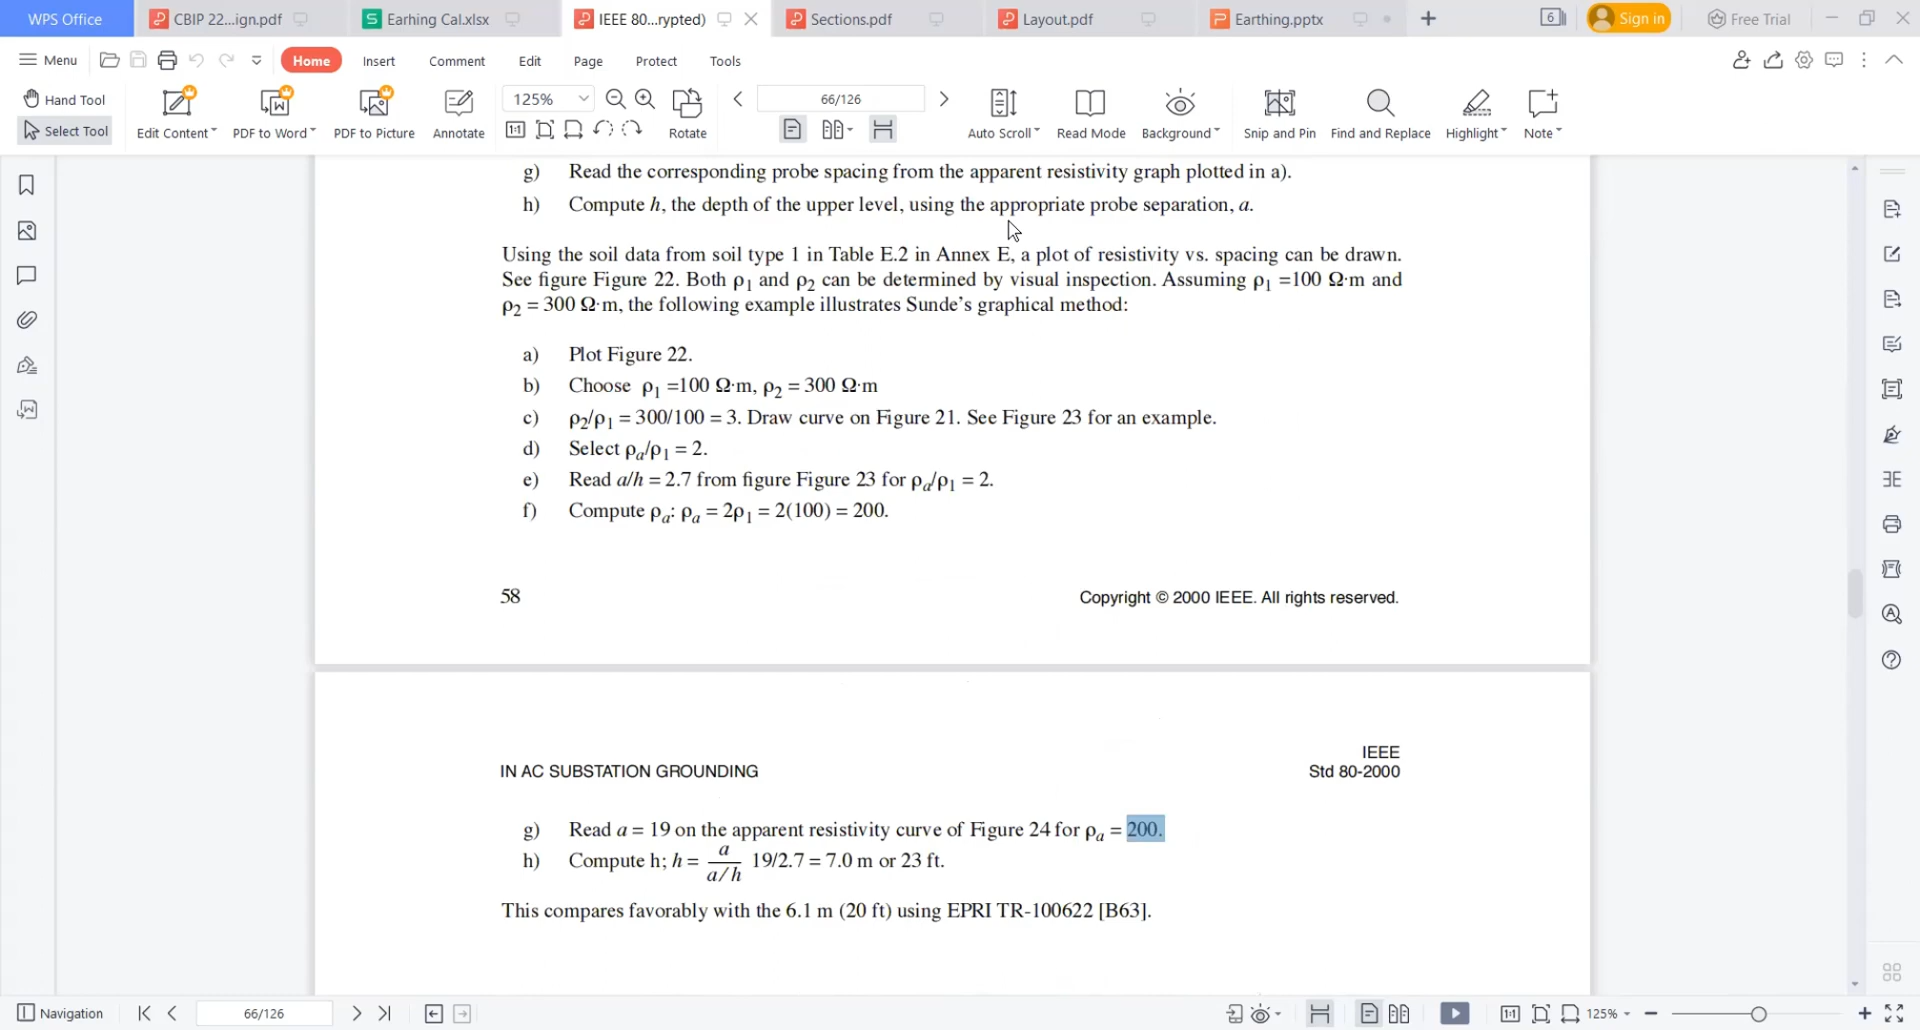 WPS Office
CBIP 22...ign.pdf
Earhing Cal.xlsx
IEEE 80...rypted)
Sections.pdf
Layout.pdf
Earthing.pptx
6
Sign in
Free Trial
Menu
Home
Insert
Comment
Edit
Page
Protect
Tools
Hand Tool
Select Tool
Edit Content
PDF to Word
PDF to Picture
Annotate
125%
Rotate
66/126
Auto Scroll
Read Mode
Background
Snip and Pin
Find and Replace
Highlight
Note
g) Read the corresponding probe spacing from the apparent resistivity graph plotted in a).
h) Compute h, the depth of the upper level, using the appropriate probe separation, a.
Using the soil data from soil type 1 in Table E.2 in Annex E, a plot of resistivity vs. spacing can be drawn.
See figure Figure 22. Both ρ1 and ρ2 can be determined by visual inspection. Assuming ρ1 =100 Ω·m and
ρ2 = 300 Ω·m, the following example illustrates Sunde's graphical method:
a) Plot Figure 22.
b) Choose ρ1 =100 Ω·m, ρ2 = 300 Ω·m
c) ρ2/ρ1 = 300/100 = 3. Draw curve on Figure 21. See Figure 23 for an example.
d) Select ρa/ρ1 = 2.
e) Read a/h = 2.7 from figure Figure 23 for ρa/ρ1 = 2.
f) Compute ρa: ρa = 2ρ1 = 2(100) = 200.
58
Copyright © 2000 IEEE. All rights reserved.
IEEE
IN AC SUBSTATION GROUNDING
Std 80-2000
g) Read a = 19 on the apparent resistivity curve of Figure 24 for ρa = 200.
h) Compute h; h = a / a/h 19/2.7 = 7.0 m or 23 ft.
This compares favorably with the 6.1 m (20 ft) using EPRI TR-100622 [B63].
Navigation
66/126
125%